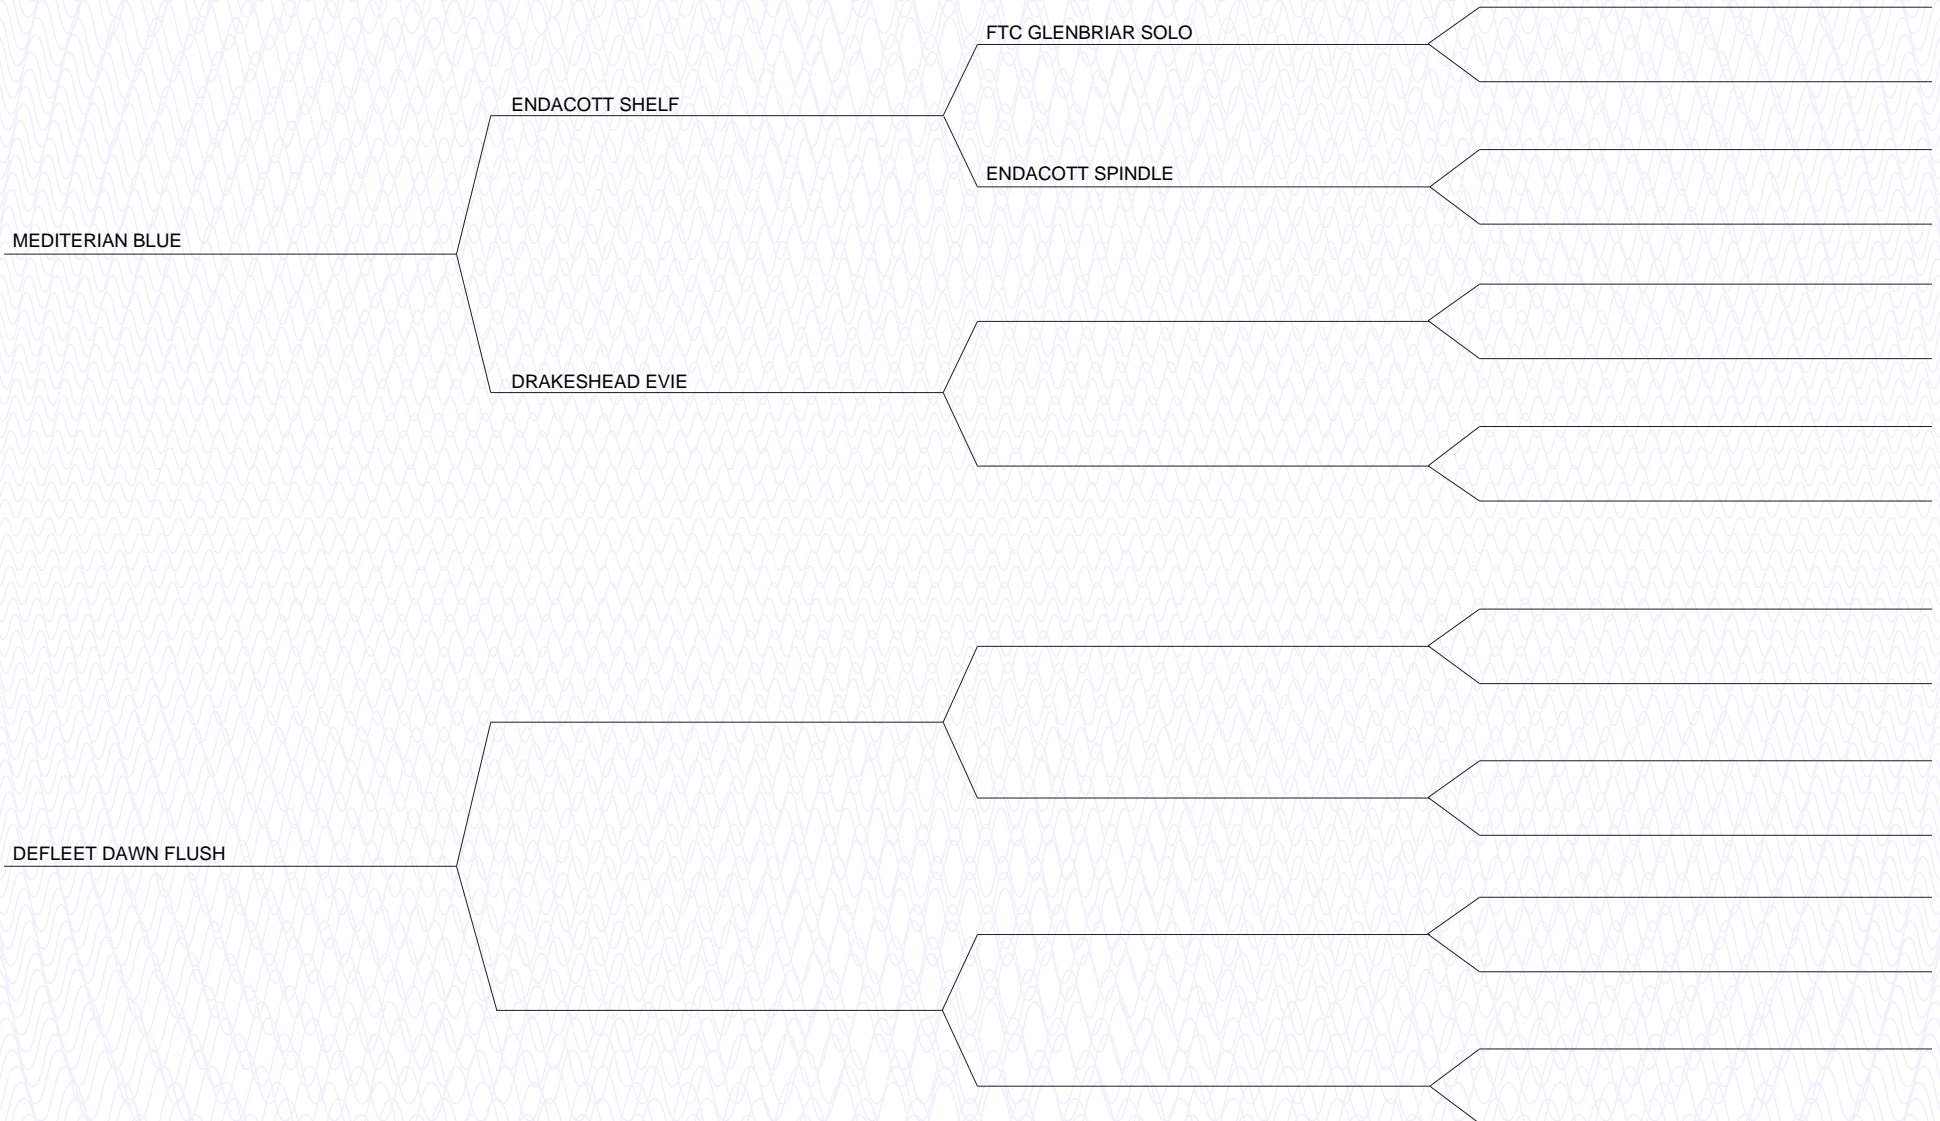 FTC GLENBRIAR SOLO
ENDACOTT SHELF
ENDACOTT SPINDLE
MEDITERIAN BLUE
DRAKESHEAD EVIE
DEFLEET DAWN FLUSH